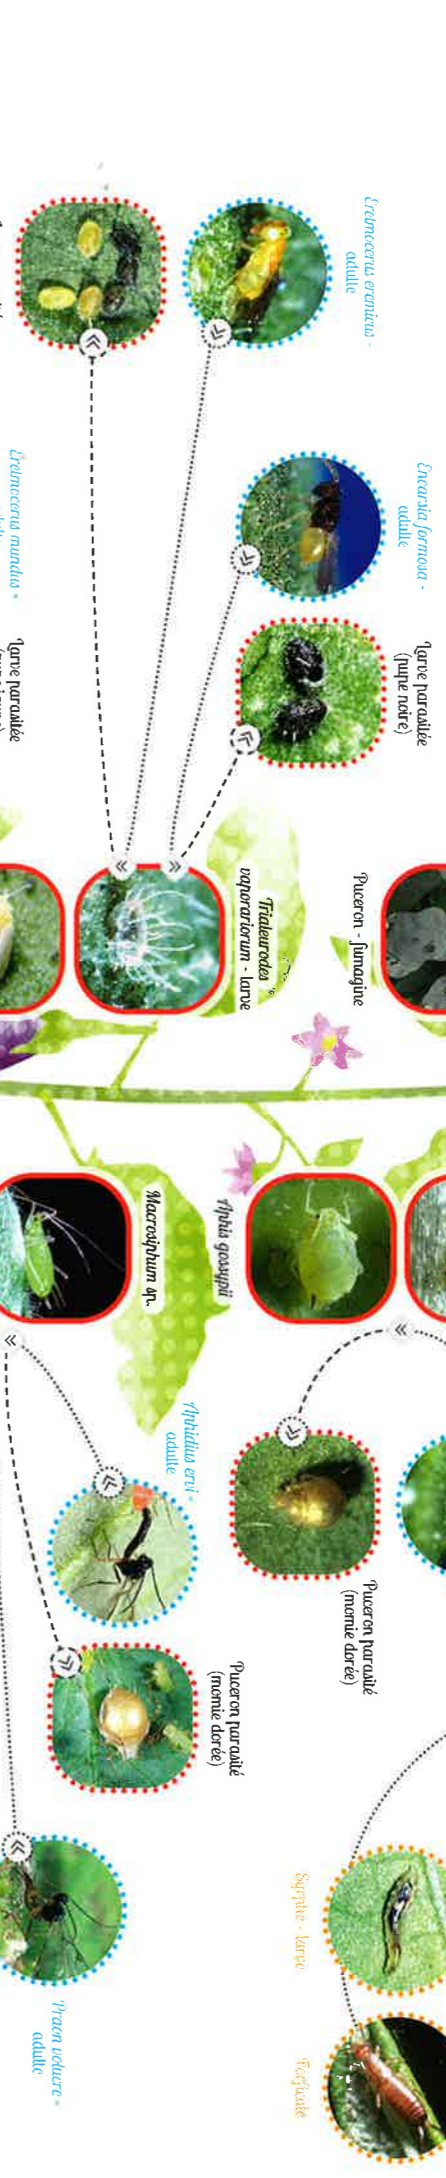 Eretmocerus eremicus -
adulte
Encarsia formosa -
adulte
Larve parasitée
(pupe noire)
Eretmocerus mundus -
Larve parasitée
Trialeurodes
vaporariorum - larve
Puceron - fumagine
Macrosiphum sp.
Aphis gossypii
Aphidius ervi -
adulte
Puceron parasité
(momie dorée)
Puceron parasité
(momie dorée)
Syrphe - larve
Forficule
Praon volucre -
adulte